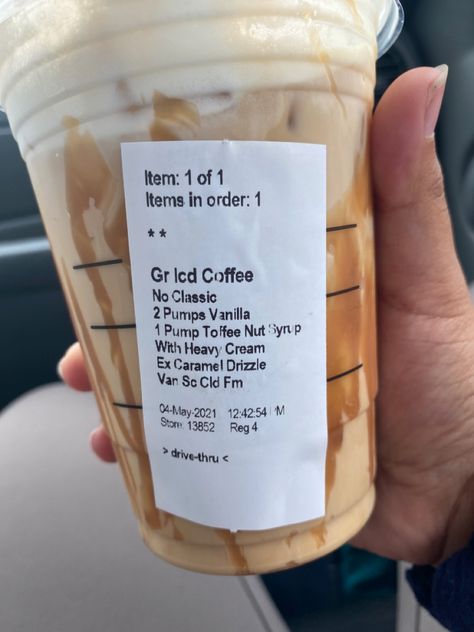 Item: 1 of 1
Items in order: 1
* *
Gr Icd Coffee
No Classic
2 Pumps Vanilla
1 Pump Toffee Nut Syrup
With Heavy Cream
Ex Caramel Drizzle
Van Sc Cld Fm
04-May-2021 12:42:54 PM
Store: 13852 Reg 4
> drive-thru <